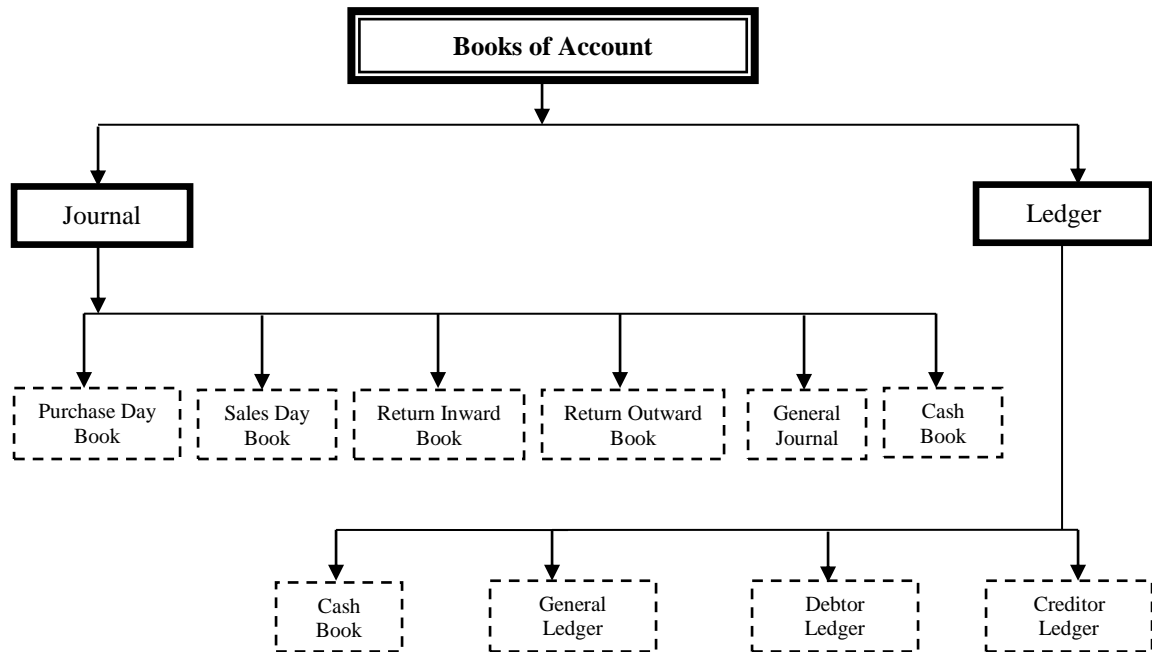 Books of Account
Journal
Ledger
Purchase Day
Book
Sales Day
Book
Return Inward
Book
Return Outward
Book
General
Journal
Cash
Book
Cash
Book
General
Ledger
Debtor
Ledger
Creditor
Ledger